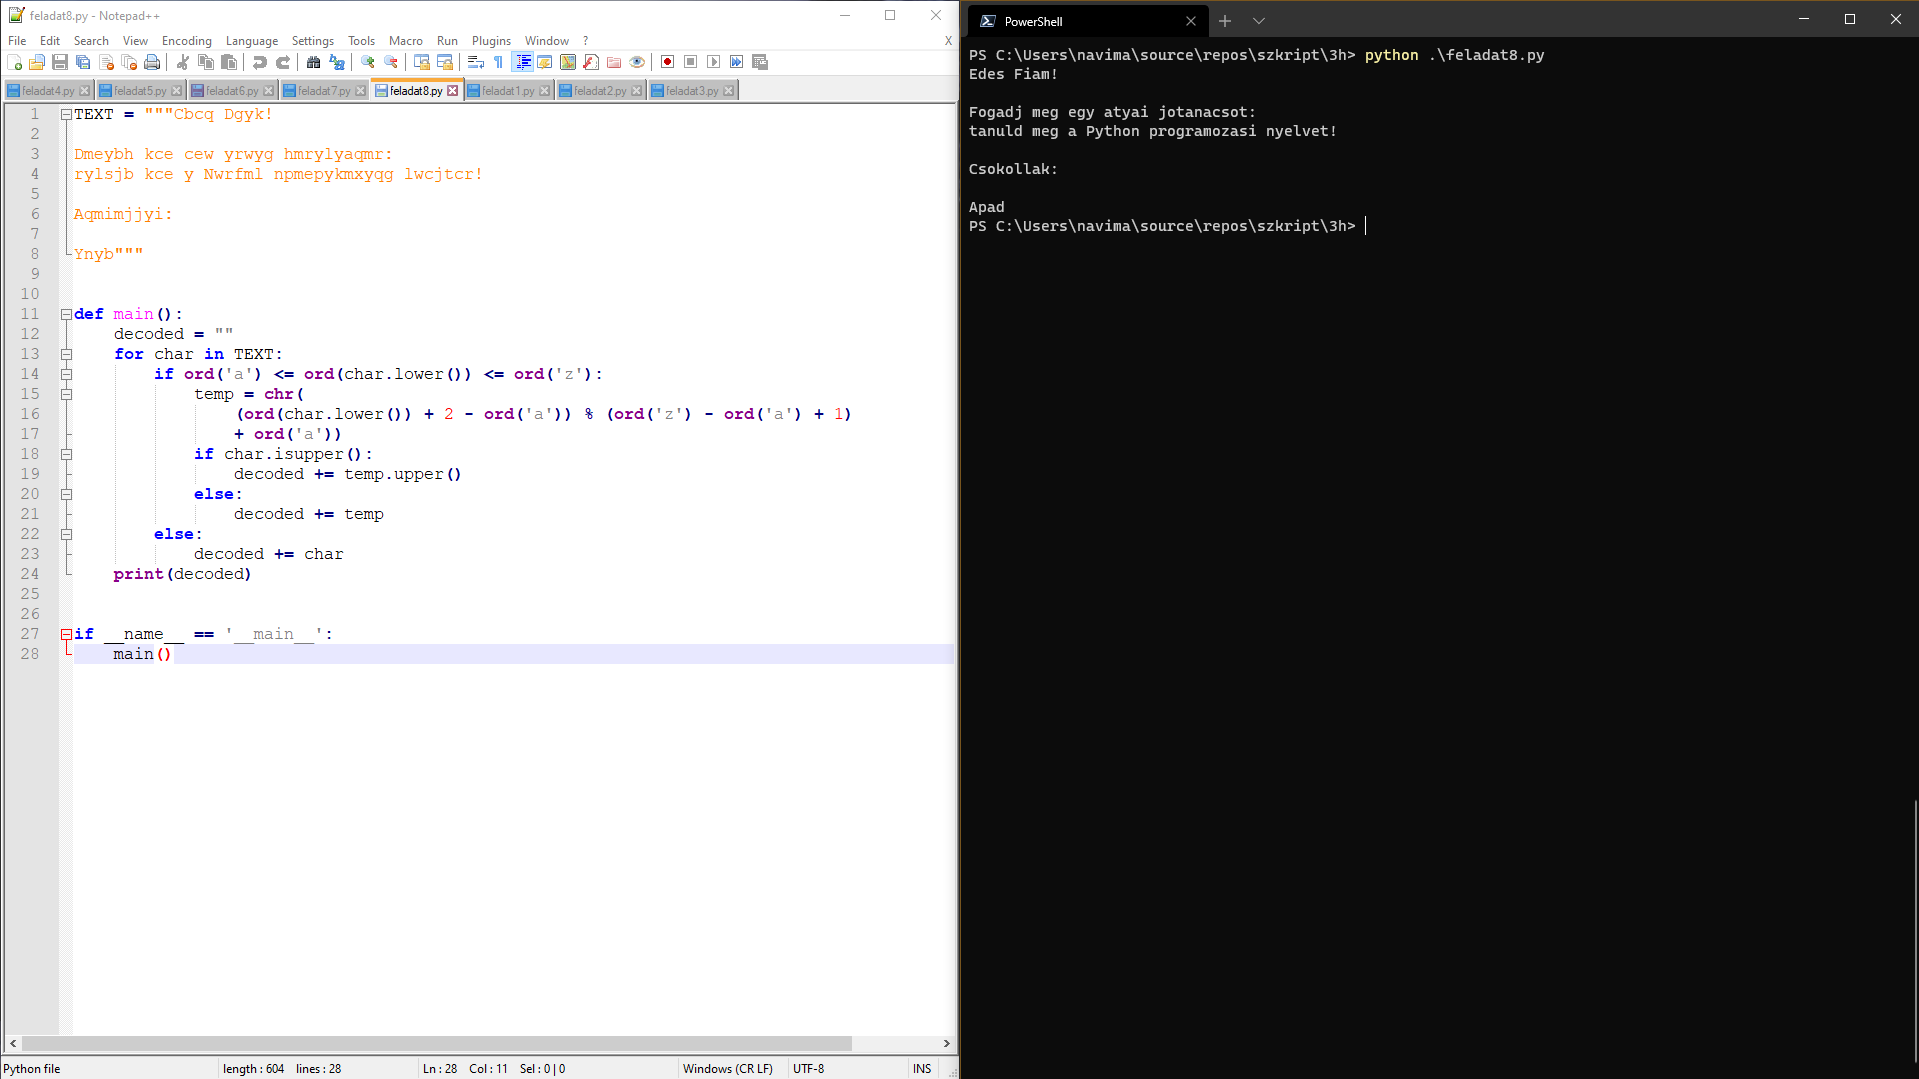 feladat8.py - Notepad++
File Edit Search View Encoding Language Settings Tools Macro Run Plugins Window ? X
feladat4.py feladat5.py feladat6.py feladat7.py feladat8.py feladat1.py feladat2.py feladat3.py
1 TEXT = """Cbcq Dgyk!
2
3 Dmeybh kce cew yrwyg hmrylyaqmr:
4 rylsjb kce y Nwrfml npmepykmxyqg lwcjtcr!
5
6 Aqmimjjyi:
7
8 Ynyb"""
9
10
11 def main():
12     decoded = ""
13     for char in TEXT:
14         if ord('a') <= ord(char.lower()) <= ord('z'):
15             temp = chr(
16                 (ord(char.lower()) + 2 - ord('a')) % (ord('z') - ord('a') + 1)
17                 + ord('a'))
18             if char.isupper():
19                 decoded += temp.upper()
20             else:
21                 decoded += temp
22         else:
23             decoded += char
24     print(decoded)
25
26
27 if __name__ == '__main__':
28     main()
Python file length : 604 lines : 28 Ln : 28 Col : 11 Sel : 0 | 0 Windows (CR LF) UTF-8 INS
PowerShell
PS C:\Users\navima\source\repos\szkript\3h> python .\feladat8.py
Edes Fiam!
Fogadj meg egy atyai jotanacsot:
tanuld meg a Python programozasi nyelvet!
Csokollak:
Apad
PS C:\Users\navima\source\repos\szkript\3h>